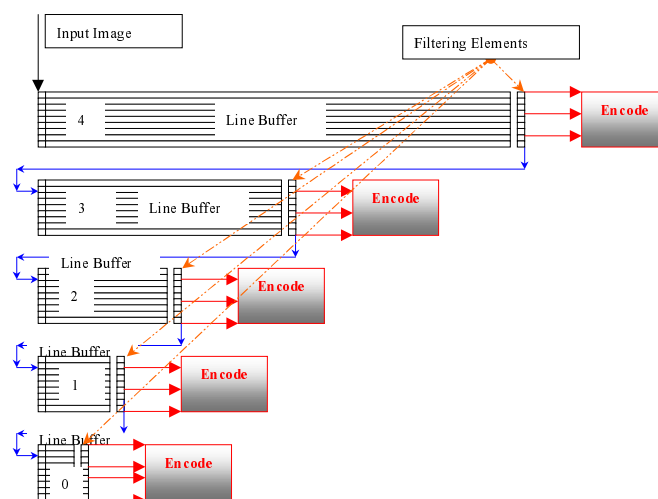 Input Image
Filtering Elements
4 Line Buffer Encode
3 Line Buffer Encode
Line Buffer
2 Encode
Line Buffer
1 Encode
Line Buffer
0 Encode